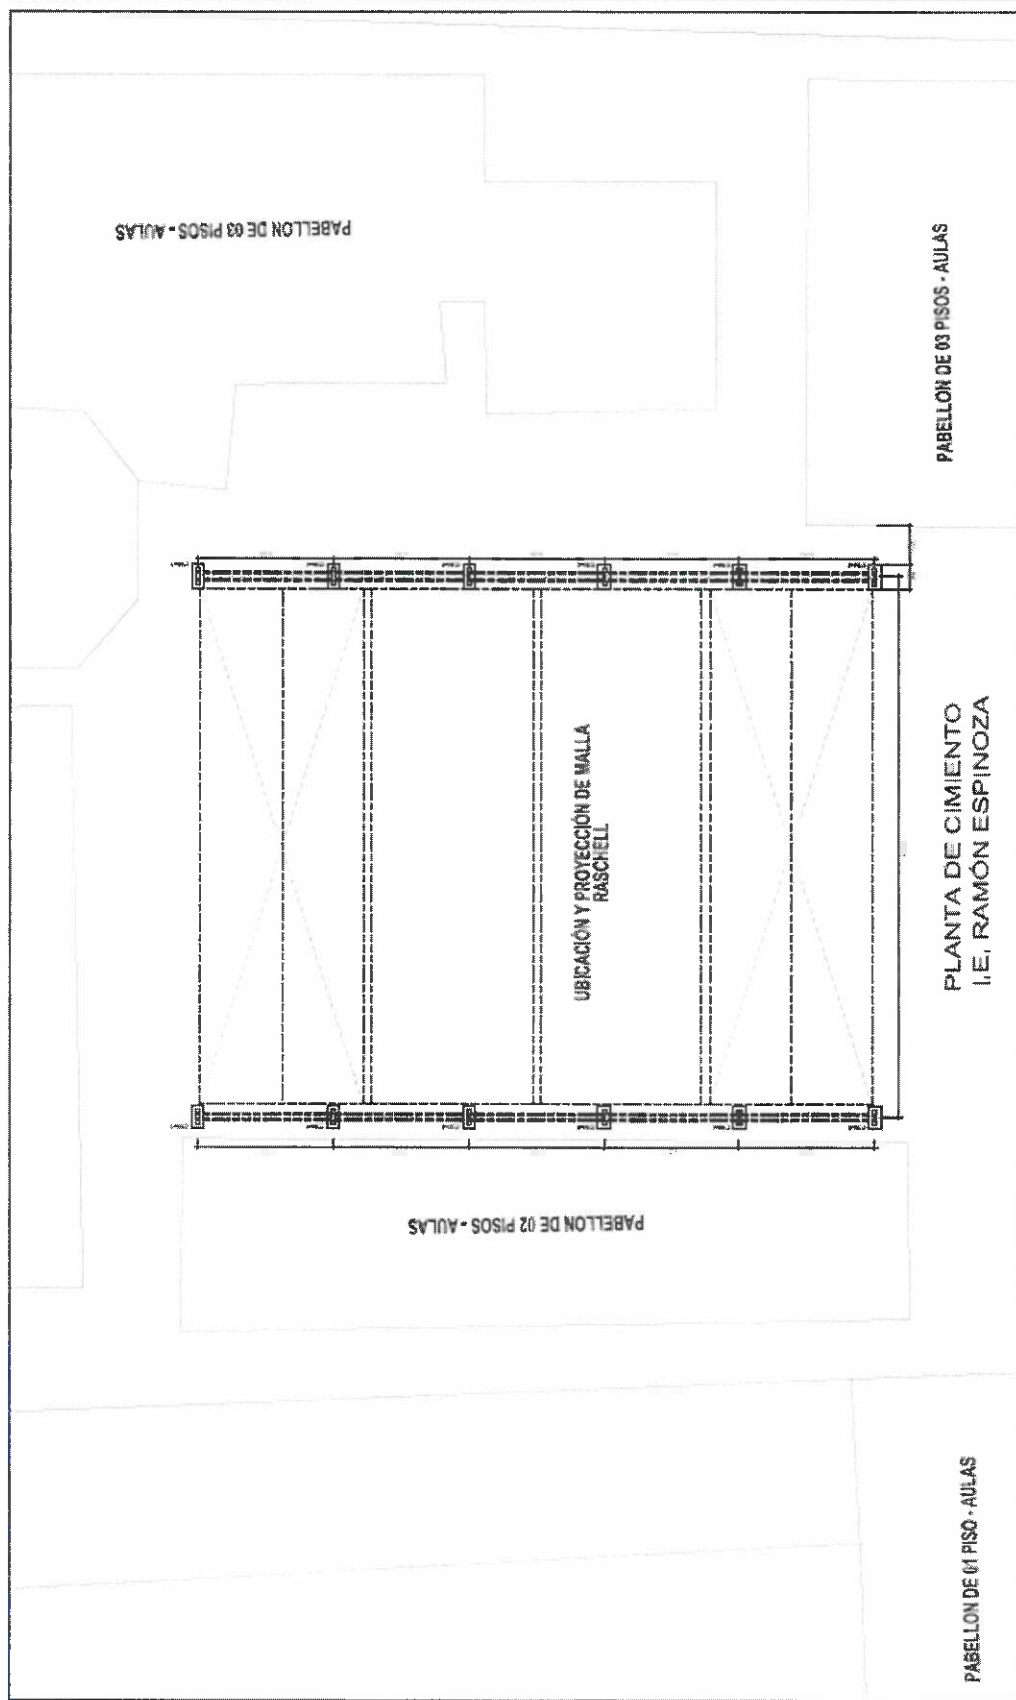 PABELLON DE 03 PISOS - AULAS
PABELLON DE 03 PISOS - AULAS
UBICACIÓN Y PROYECCIÓN DE MALLA
RASCHELL
PABELLON DE 02 PISOS - AULAS
PABELLON DE 01 PISO - AULAS
PLANTA DE CIMIENTO
I.E. RAMÓN ESPINOZA